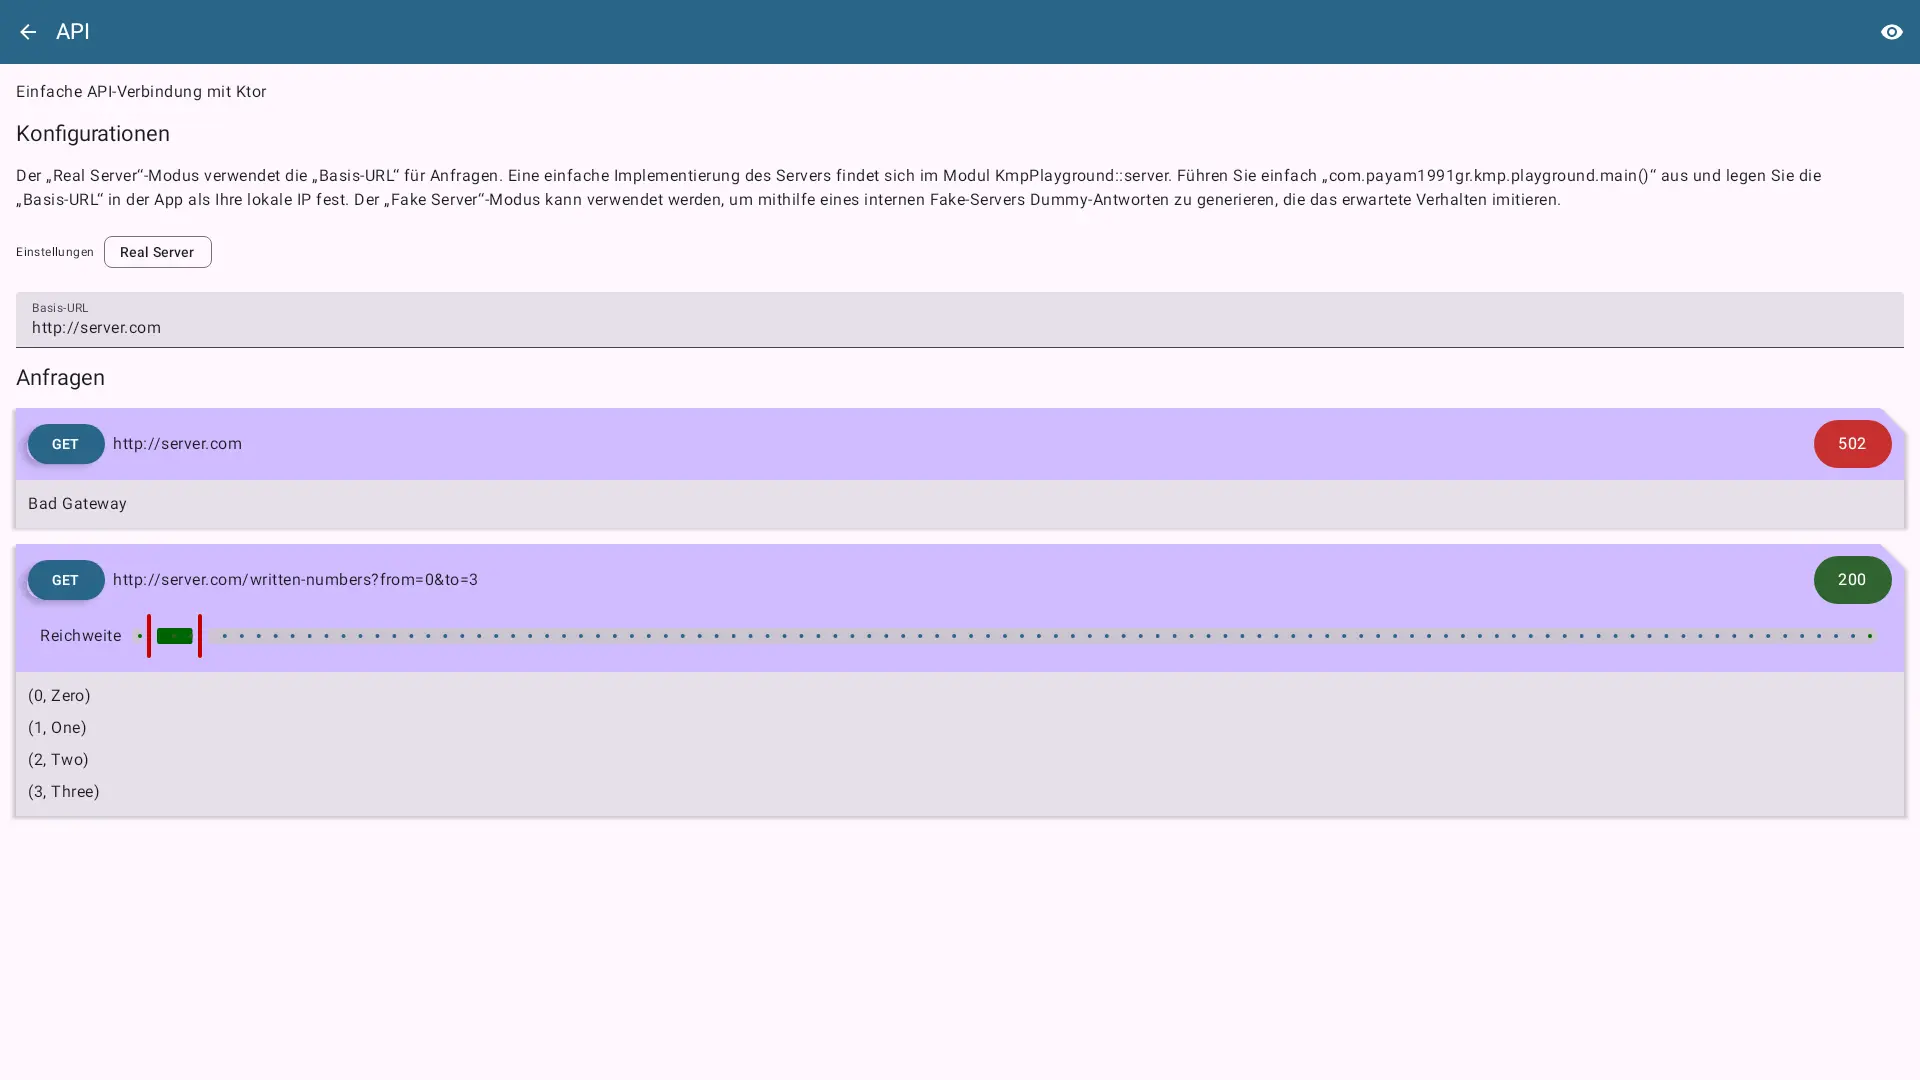 API
Einfache API-Verbindung mit Ktor
Konfigurationen
Der „Real Server“-Modus verwendet die „Basis-URL“ für Anfragen. Eine einfache Implementierung des Servers findet sich im Modul KmpPlayground::server. Führen Sie einfach „com.payam1991gr.kmp.playground.main()“ aus und legen Sie die
„Basis-URL“ in der App als Ihre lokale IP fest. Der „Fake Server“-Modus kann verwendet werden, um mithilfe eines internen Fake-Servers Dummy-Antworten zu generieren, die das erwartete Verhalten imitieren.
Einstellungen Real Server
Basis-URL
http://server.com
Anfragen
GET http://server.com 502
Bad Gateway
GET http://server.com/written-numbers?from=0&to=3 200
Reichweite
(0, Zero)
(1, One)
(2, Two)
(3, Three)